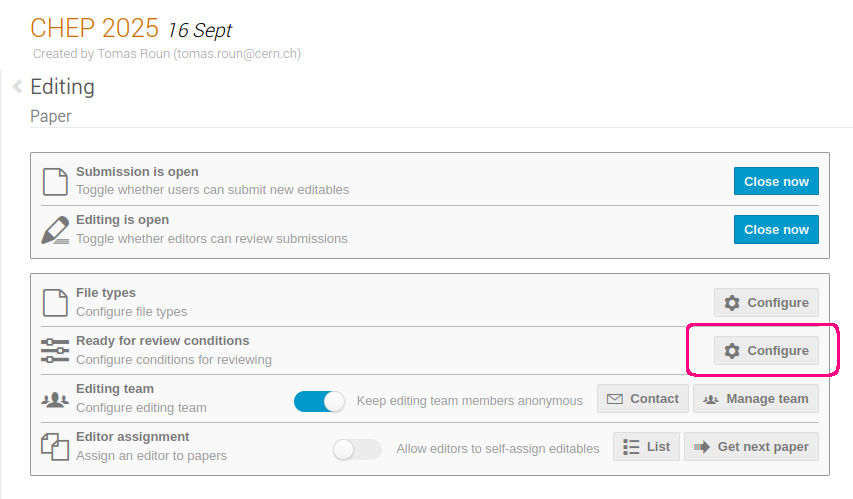 CHEP 2025 16 Sept
Created by Tomas Roun (tomas.roun@cern.ch)
Editing
Paper
Submission is open
Toggle whether users can submit new editables
Close now
Editing is open
Toggle whether editors can review submissions
Close now
File types
Configure file types
Configure
Ready for review conditions
Configure conditions for reviewing
Configure
Editing team
Configure editing team
Keep editing team members anonymous
Contact
Manage team
Editor assignment
Assign an editor to papers
Allow editors to self-assign editables
List
Get next paper